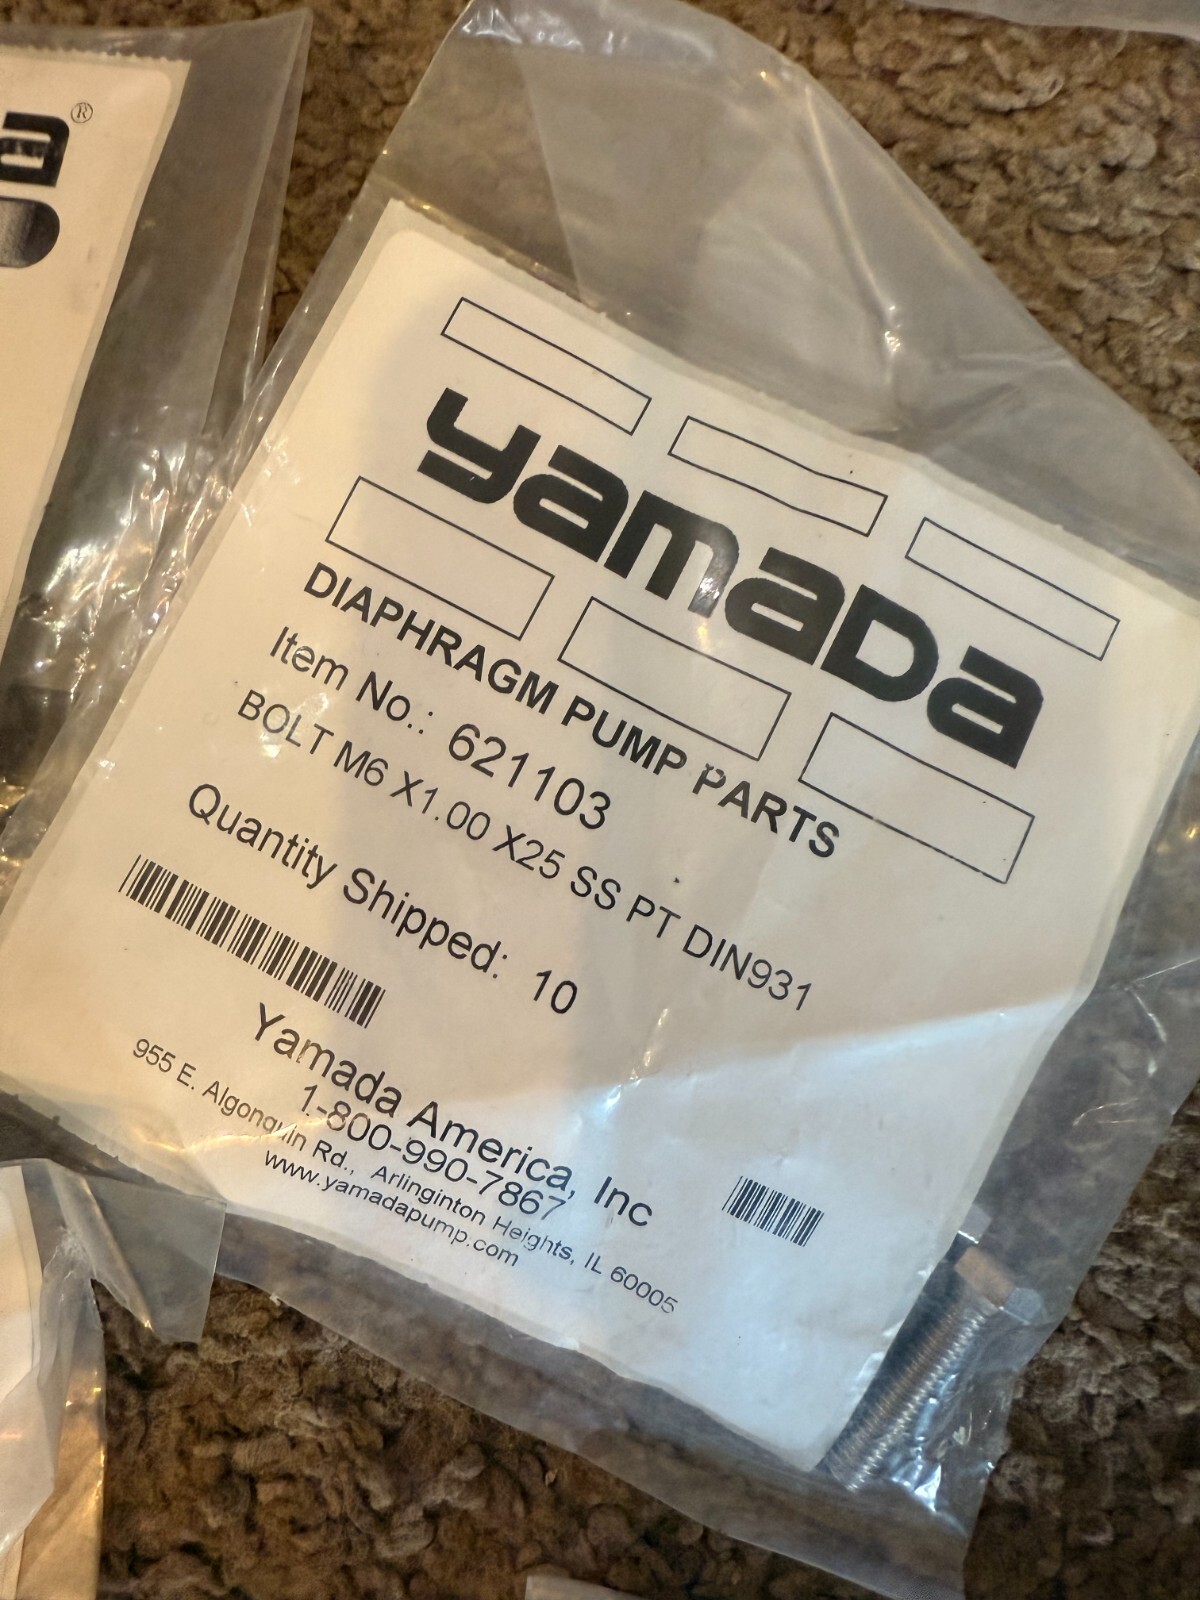 a®
yamada
DIAPHRAGM PUMP PARTS
Item No.: 621103
BOLT M6 X1.00 X25 SS PT DIN931
Quantity Shipped: 10
Yamada America, Inc
1-800-990-7867
955 E. Algonquin Rd., Arlinginton Heights, IL 60005
www.yamadapump.com